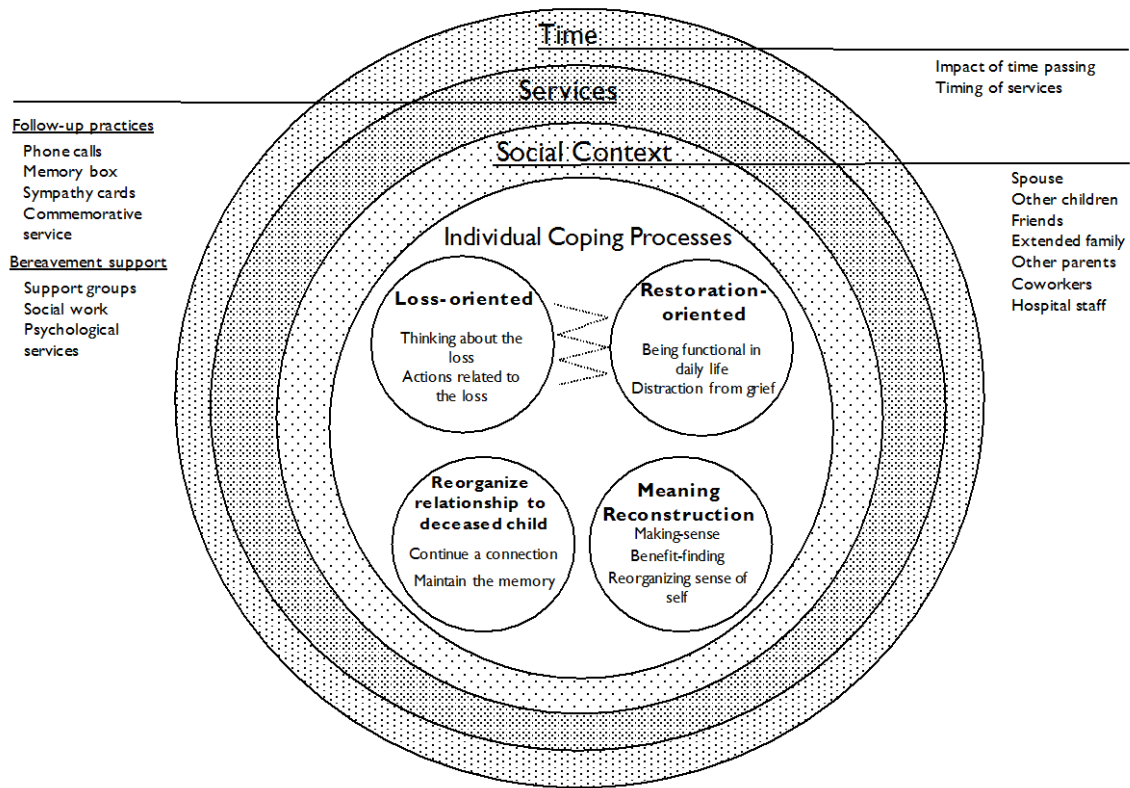 Time
Impact of time passing
Timing of services
Services
Follow-up practices
Phone calls
Memory box
Sympathy cards
Commemorative
service
Bereavement support
Support groups
Social work
Psychological
services
Social Context
Spouse
Other children
Friends
Extended family
Other parents
Coworkers
Hospital staff
Individual Coping Processes
Loss-oriented
Thinking about the
loss
Actions related to
the loss
Restoration-
oriented
Being functional in
daily life
Distraction from grief
Reorganize
relationship to
deceased child
Continue a connection
Maintain the memory
Meaning
Reconstruction
Making-sense
Benefit-finding
Reorganizing sense of
self